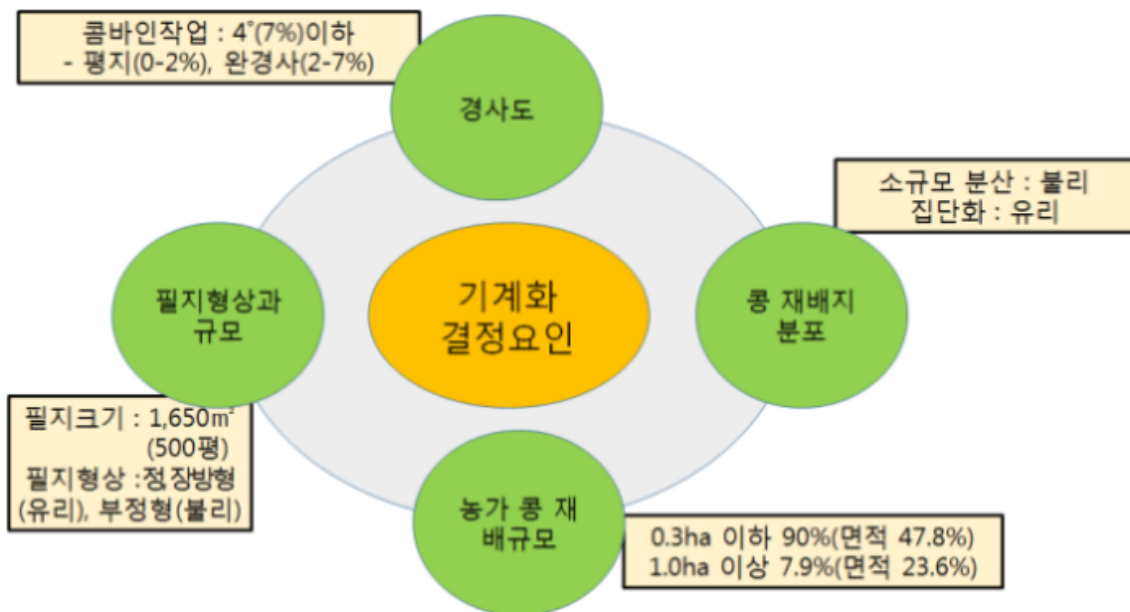 콤바인작업 : 4˚(7%)이하
- 평지(0-2%), 완경사(2-7%)
경사도
소규모 분산 : 불리
집단화 : 유리
필지형상과
규모
기계화
결정요인
콩 재배지
분포
필지크기 : 1,650㎡
(500평)
필지형상 :정,장방형
(유리), 부정형(불리)
농가 콩 재
배규모
0.3ha 이하 90%(면적 47.8%)
1.0ha 이상 7.9%(면적 23.6%)